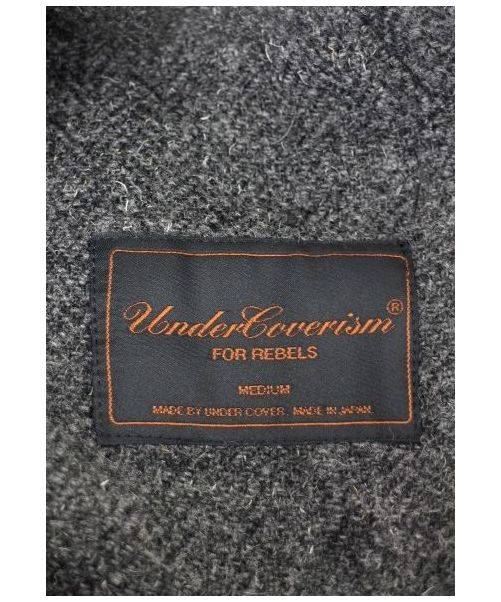 UnderCoverism®
FOR REBELS
MEDIUM
MADE BY UNDER COVER. MADE IN JAPAN.